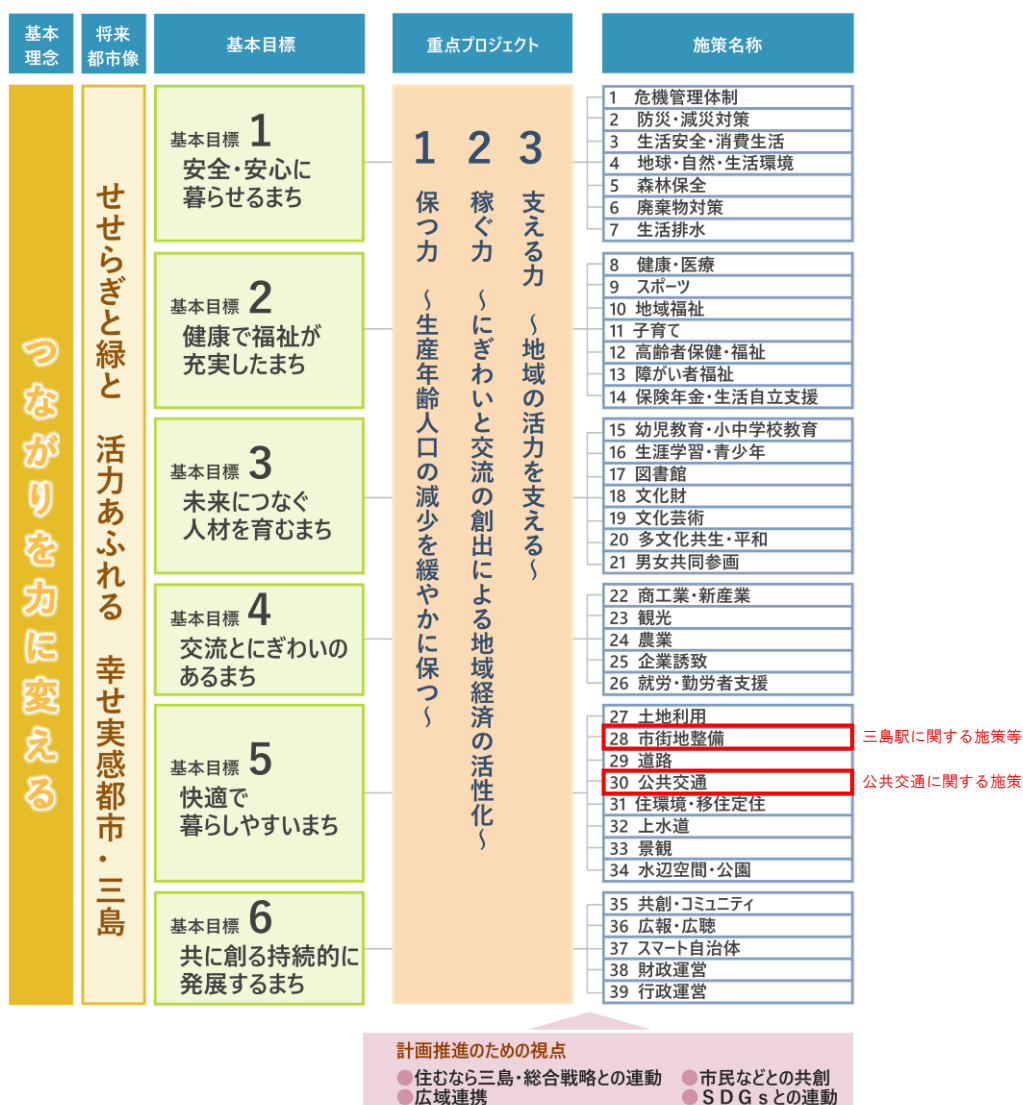 基本
理念
将来
都市像
基本目標
重点プロジェクト
施策名称
つながりを力に変える
せせらぎと緑と 活力あふれる 幸せ実感都市・三島
基本目標 1
安全・安心に
暮らせるまち
基本目標 2
健康で福祉が
充実したまち
基本目標 3
未来につなぐ
人材を育むまち
基本目標 4
交流とにぎわいの
あるまち
基本目標 5
快適で
暮らしやすいまち
基本目標 6
共に創る持続的に
発展するまち
1 保つ力 ～生産年齢人口の減少を緩やかに保つ～
2 稼ぐ力 ～にぎわいと交流の創出による地域経済の活性化～
3 支える力 ～地域の活力を支える～
1 危機管理体制
2 防災・減災対策
3 生活安全・消費生活
4 地球・自然・生活環境
5 森林保全
6 廃棄物対策
7 生活排水
8 健康・医療
9 スポーツ
10 地域福祉
11 子育て
12 高齢者保健・福祉
13 障がい者福祉
14 保険年金・生活自立支援
15 幼児教育・小中学校教育
16 生涯学習・青少年
17 図書館
18 文化財
19 文化芸術
20 多文化共生・平和
21 男女共同参画
22 商工業・新産業
23 観光
24 農業
25 企業誘致
26 就労・勤労者支援
27 土地利用
28 市街地整備
三島駅に関する施策等
29 道路
30 公共交通
公共交通に関する施策
31 住環境・移住定住
32 上水道
33 景観
34 水辺空間・公園
35 共創・コミュニティ
36 広報・広聴
37 スマート自治体
38 財政運営
39 行政運営
計画推進のための視点
●住むなら三島・総合戦略との連動 ●市民などとの共創
●広域連携 ●SDGsとの連動